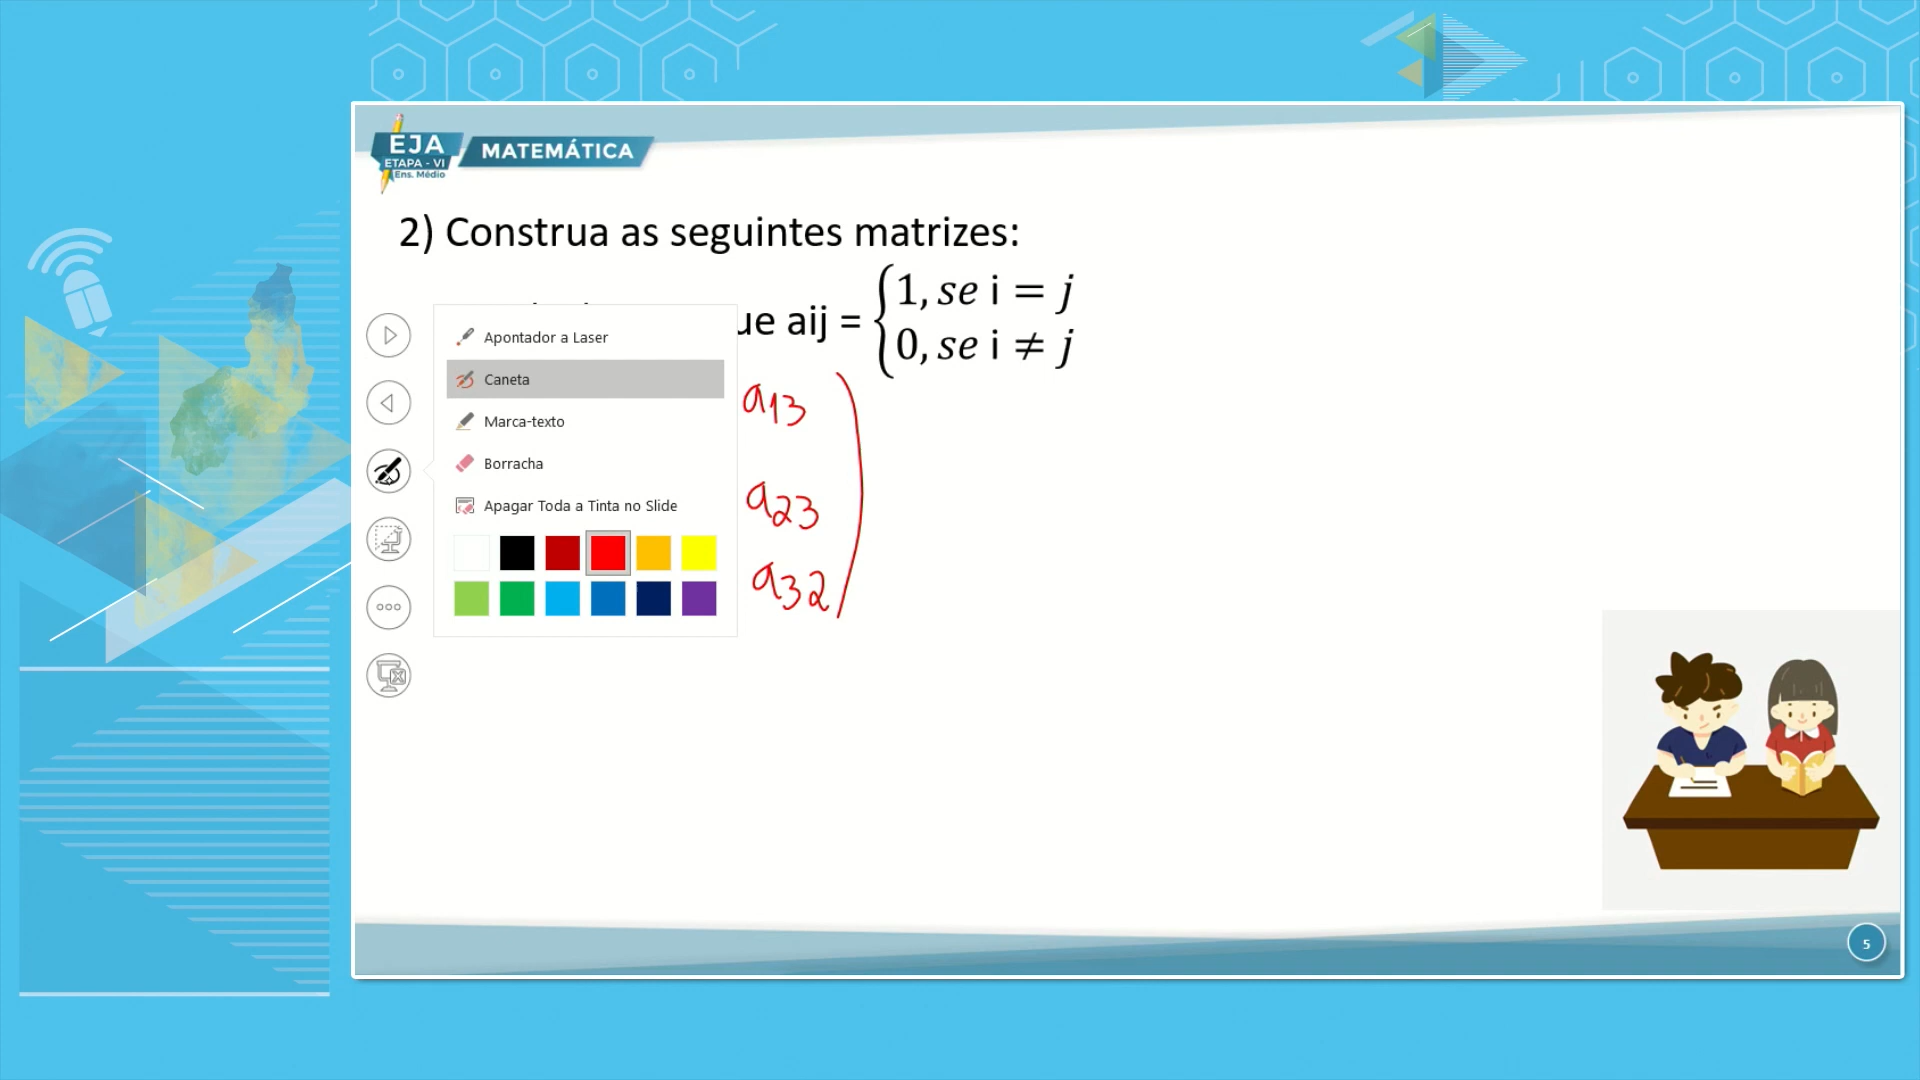 EJA
ETAPA - VI
Ens. Médio
MATEMÁTICA
2) Construa as seguintes matrizes:
aij = {1, se i = j
0, se i ≠ j
Apontador a Laser
Caneta
Marca-texto
Borracha
Apagar Toda a Tinta no Slide
a13
a23
a32
5